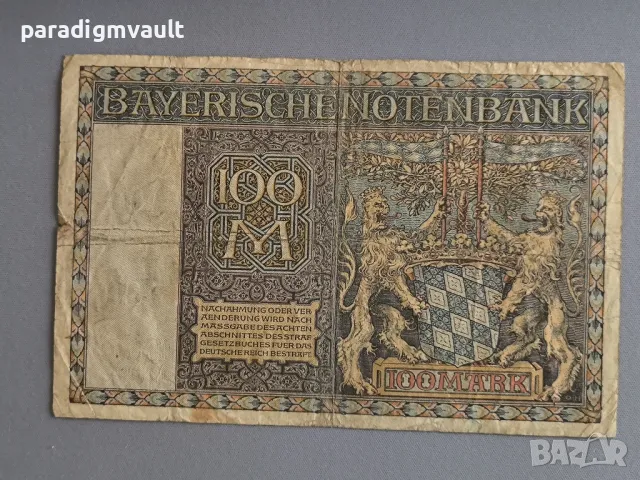 paradigmvault
BAYERISCHE NOTENBANK
100
M
NACHAHMUNG ODER VER
AENDERUNG WIRD NACH
MASSGABE DES ACHTEN
ABSCHNITTES DES STRAF
GESETZBUCHES FUER DAS
DEUTSCHE REICH BESTRAFT
100 MARK
BAZAR